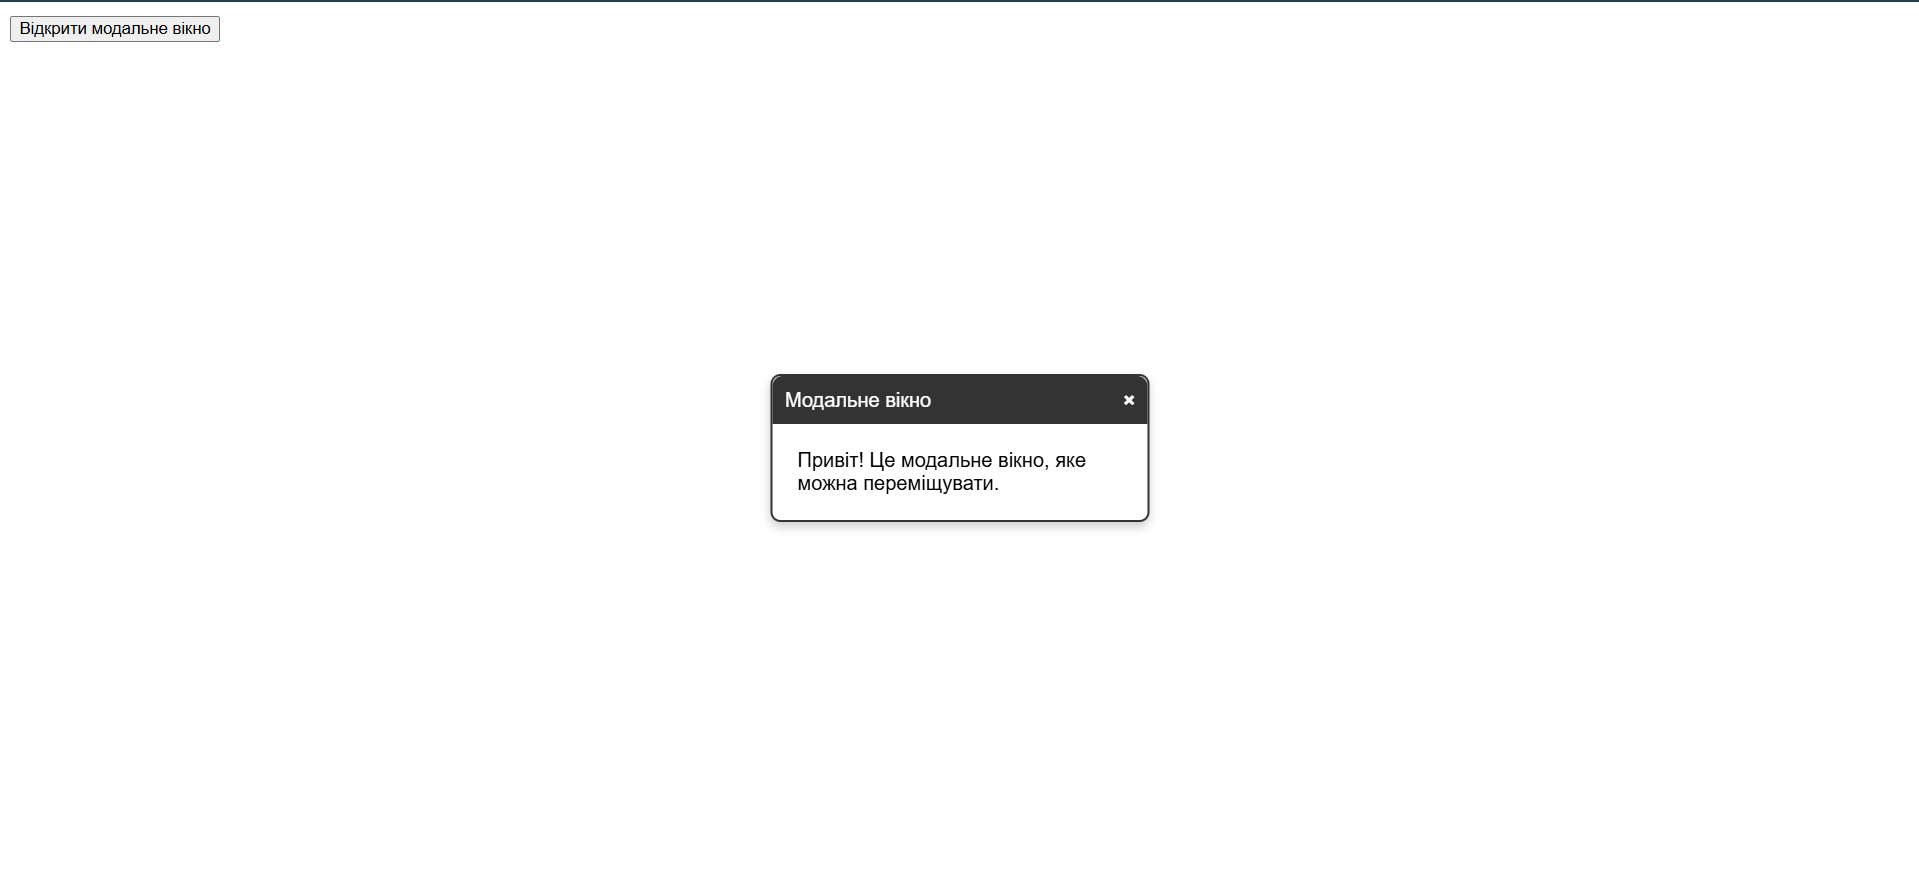 Відкрити модальне вікно
Модальне вікно ✖
Привіт! Це модальне вікно, яке
можна переміщувати.